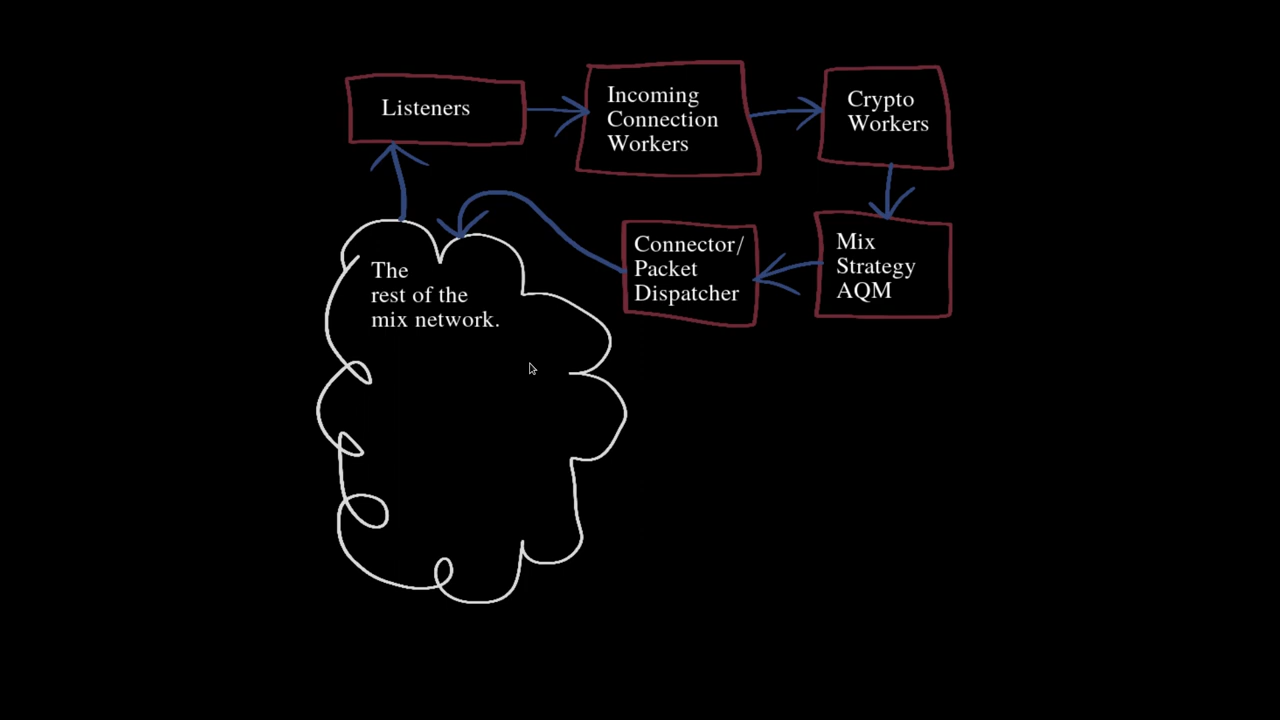 Listeners
Incoming
Connection
Workers
Crypto
Workers
Mix
Strategy
AQM
Connector/
Packet
Dispatcher
The
rest of the
mix network.